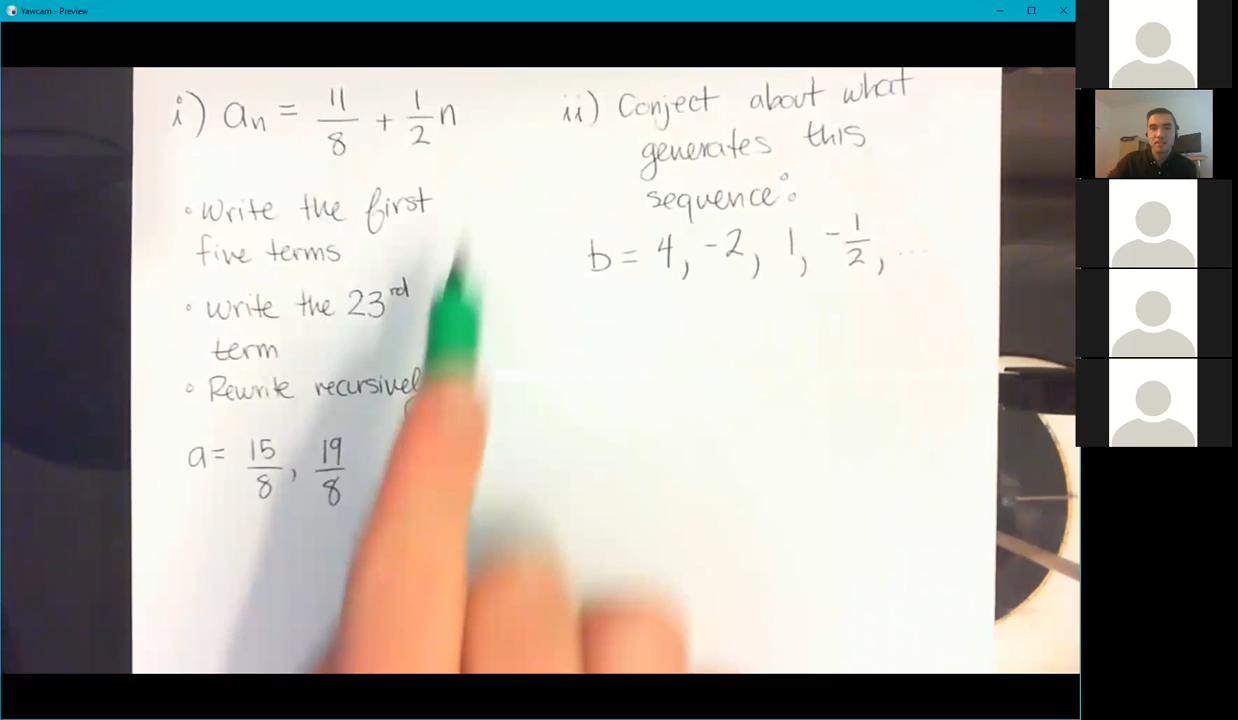 Yawcam - Preview
i) aₙ = 11/8 + 1/2 n
• Write the first
five terms
• Write the 23rd
term
• Rewrite recursively
a = 15/8, 19/8
ii) Conject about what
generates this
sequence:
b = 4, -2, 1, -1/2, ...